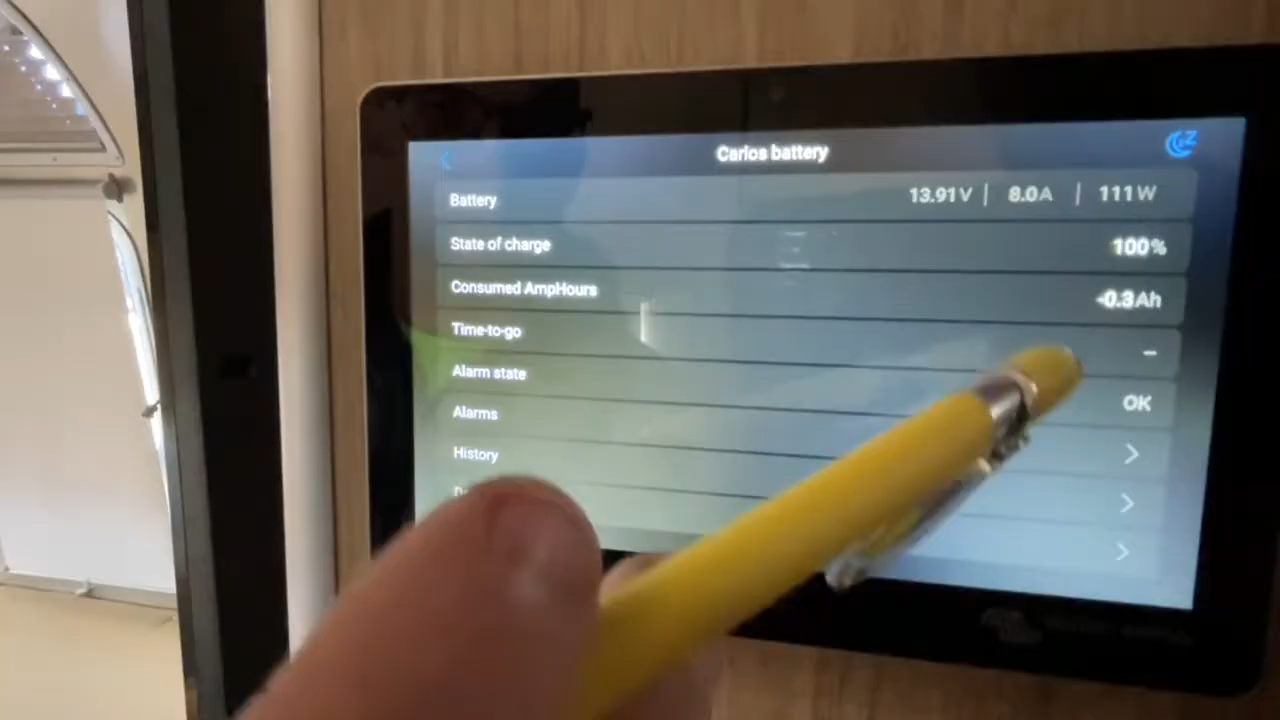 Carlos battery
Battery 13.91V | 8.0A | 111W
State of charge 100%
Consumed AmpHours -0.3Ah
Time-to-go –
Alarm state OK
Alarms
History